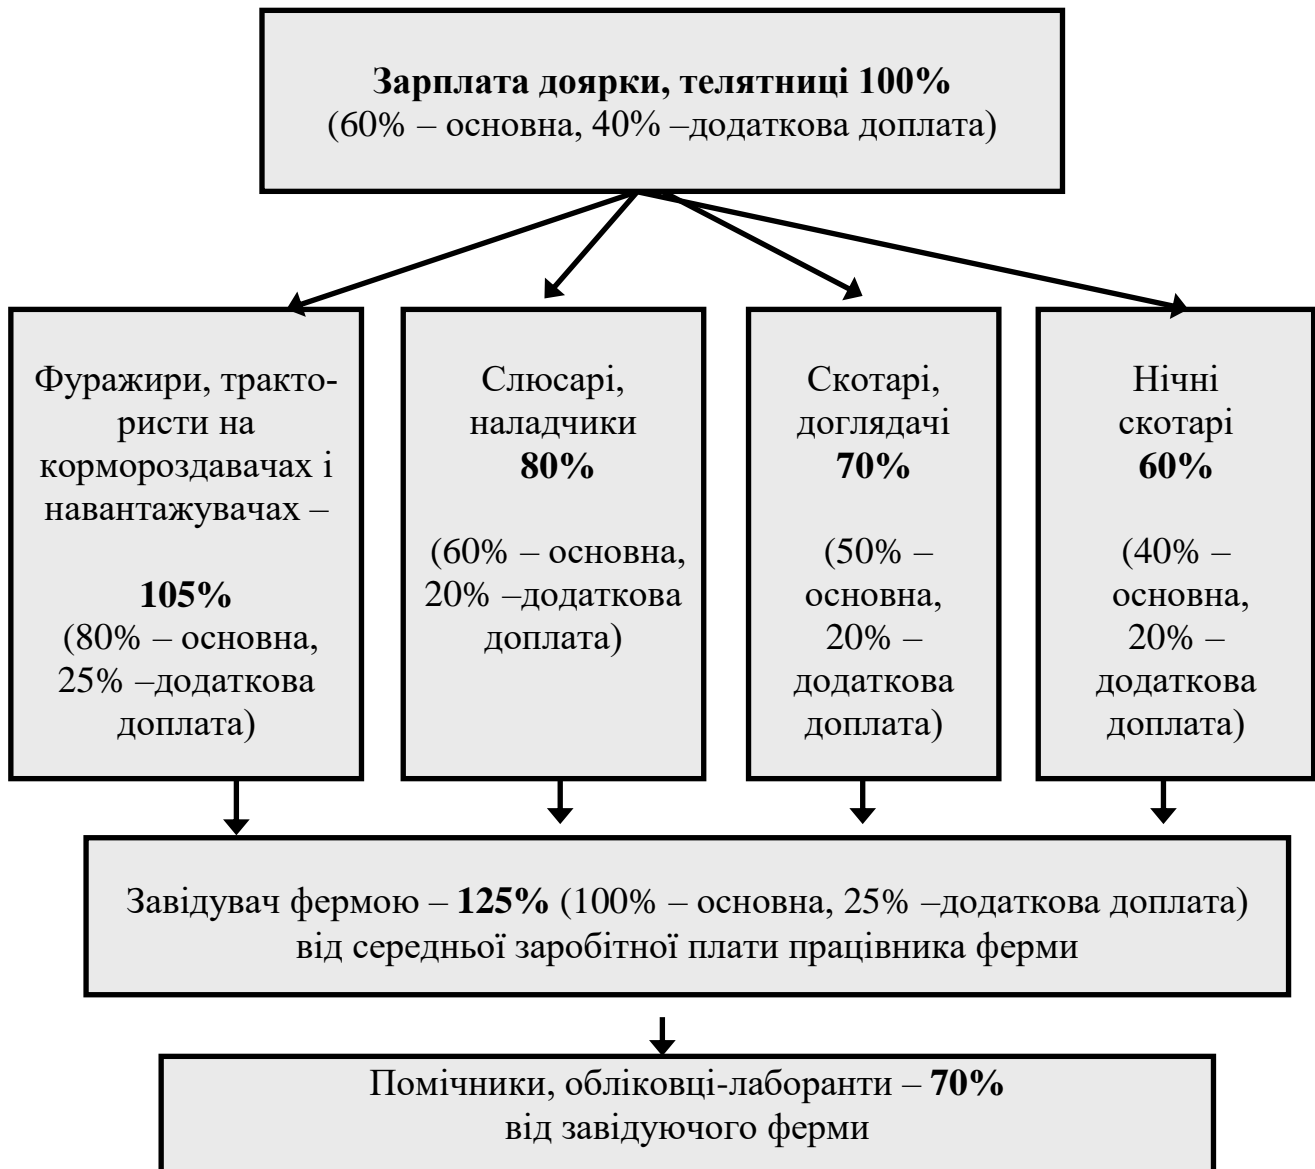 Зарплата доярки, телятниці 100%
(60% – основна, 40% –додаткова доплата)
Фуражири, тракто-
ристи на
кормороздавачах і
навантажувачах –
105%
(80% – основна,
25% –додаткова
доплата)
Слюсарі,
наладчики
80%
(60% – основна,
20% –додаткова
доплата)
Скотарі,
доглядачі
70%
(50% –
основна,
20% –
додаткова
доплата)
Нічні
скотарі
60%
(40% –
основна,
20% –
додаткова
доплата)
Завідувач фермою – 125% (100% – основна, 25% –додаткова доплата)
від середньої заробітної плати працівника ферми
Помічники, обліковці-лаборанти – 70%
від завідуючого ферми